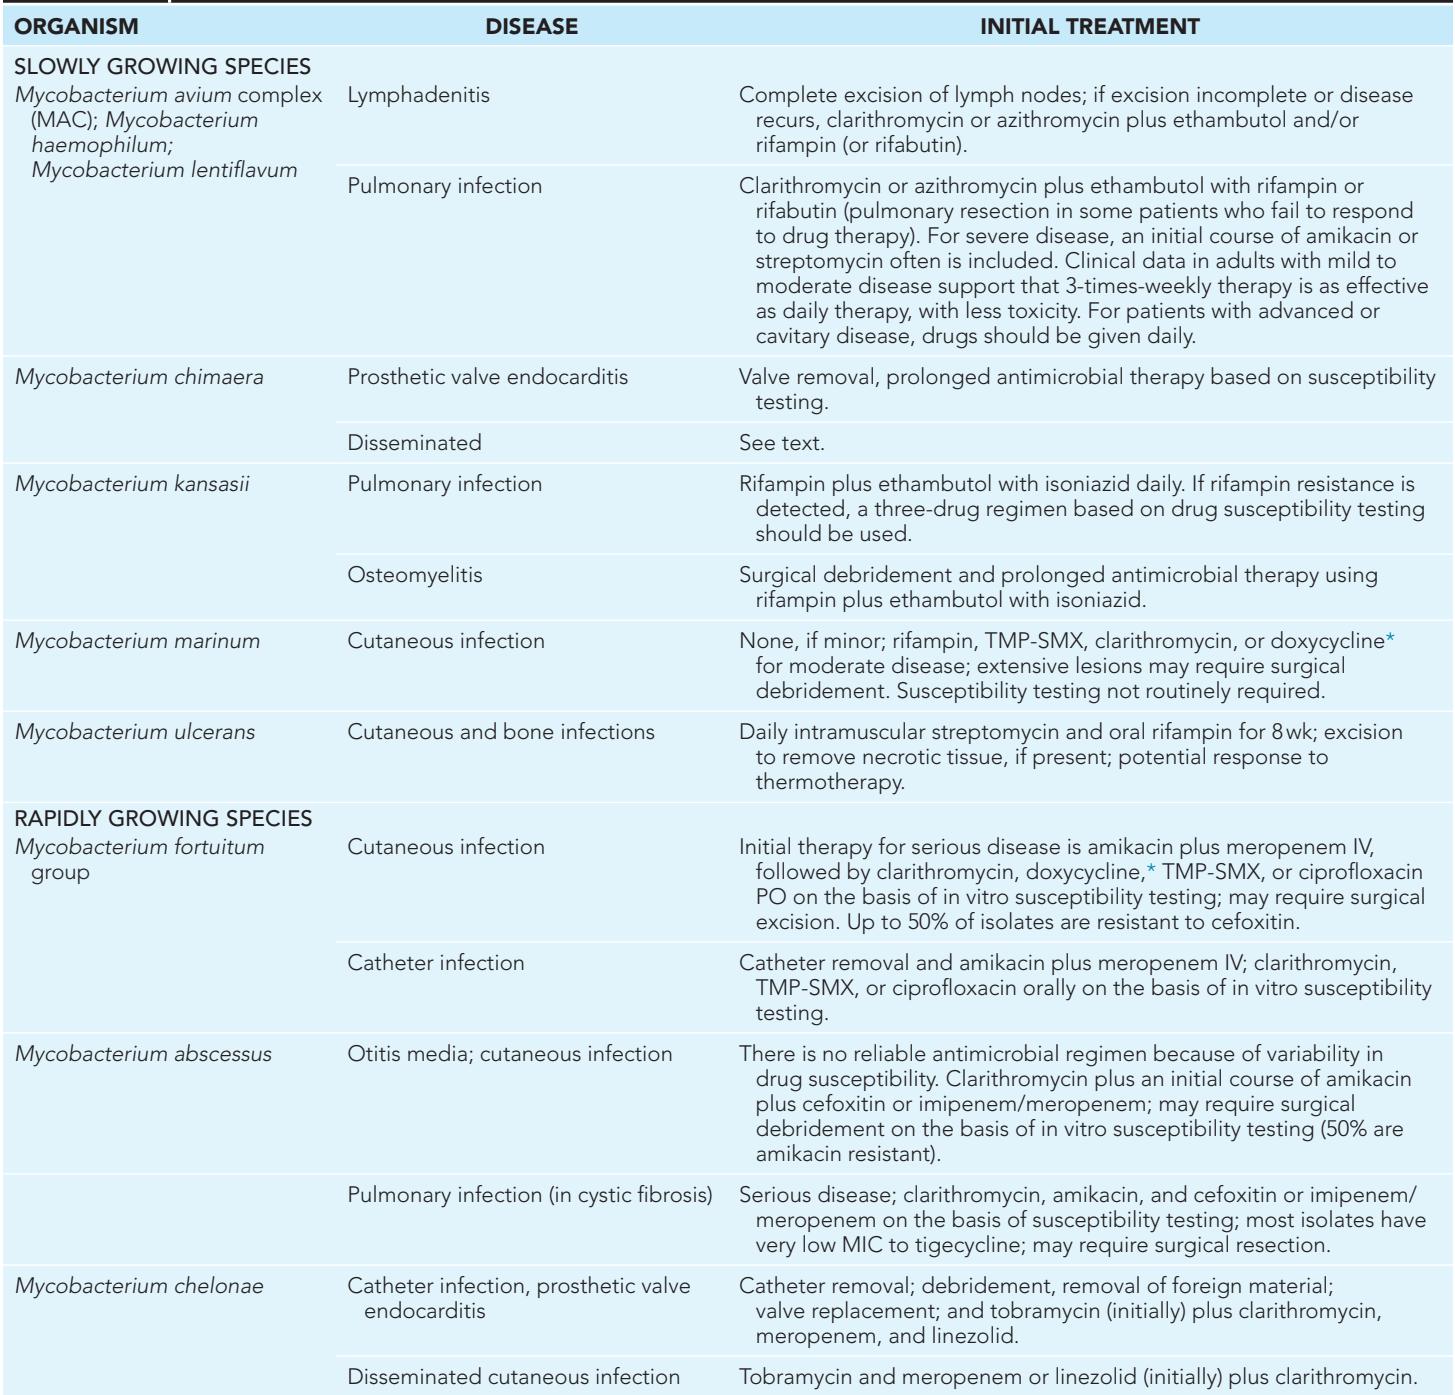 ORGANISM DISEASE INITIAL TREATMENT
SLOWLY GROWING SPECIES
Mycobacterium avium complex Lymphadenitis Complete excision of lymph nodes; if excision incomplete or disease
(MAC); Mycobacterium recurs, clarithromycin or azithromycin plus ethambutol and/or
haemophilum; rifampin (or rifabutin).
Mycobacterium lentiflavum
Pulmonary infection Clarithromycin or azithromycin plus ethambutol with rifampin or
rifabutin (pulmonary resection in some patients who fail to respond
to drug therapy). For severe disease, an initial course of amikacin or
streptomycin often is included. Clinical data in adults with mild to
moderate disease support that 3-times-weekly therapy is as effective
as daily therapy, with less toxicity. For patients with advanced or
cavitary disease, drugs should be given daily.
Mycobacterium chimaera Prosthetic valve endocarditis Valve removal, prolonged antimicrobial therapy based on susceptibility
testing.
Disseminated See text.
Mycobacterium kansasii Pulmonary infection Rifampin plus ethambutol with isoniazid daily. If rifampin resistance is
detected, a three-drug regimen based on drug susceptibility testing
should be used.
Osteomyelitis Surgical debridement and prolonged antimicrobial therapy using
rifampin plus ethambutol with isoniazid.
Mycobacterium marinum Cutaneous infection None, if minor; rifampin, TMP-SMX, clarithromycin, or doxycycline*
for moderate disease; extensive lesions may require surgical
debridement. Susceptibility testing not routinely required.
Mycobacterium ulcerans Cutaneous and bone infections Daily intramuscular streptomycin and oral rifampin for 8 wk; excision
to remove necrotic tissue, if present; potential response to
thermotherapy.
RAPIDLY GROWING SPECIES
Mycobacterium fortuitum Cutaneous infection Initial therapy for serious disease is amikacin plus meropenem IV,
group followed by clarithromycin, doxycycline,* TMP-SMX, or ciprofloxacin
PO on the basis of in vitro susceptibility testing; may require surgical
excision. Up to 50% of isolates are resistant to cefoxitin.
Catheter infection Catheter removal and amikacin plus meropenem IV; clarithromycin,
TMP-SMX, or ciprofloxacin orally on the basis of in vitro susceptibility
testing.
Mycobacterium abscessus Otitis media; cutaneous infection There is no reliable antimicrobial regimen because of variability in
drug susceptibility. Clarithromycin plus an initial course of amikacin
plus cefoxitin or imipenem/meropenem; may require surgical
debridement on the basis of in vitro susceptibility testing (50% are
amikacin resistant).
Pulmonary infection (in cystic fibrosis) Serious disease; clarithromycin, amikacin, and cefoxitin or imipenem/
meropenem on the basis of susceptibility testing; most isolates have
very low MIC to tigecycline; may require surgical resection.
Mycobacterium chelonae Catheter infection, prosthetic valve Catheter removal; debridement, removal of foreign material;
endocarditis valve replacement; and tobramycin (initially) plus clarithromycin,
meropenem, and linezolid.
Disseminated cutaneous infection Tobramycin and meropenem or linezolid (initially) plus clarithromycin.